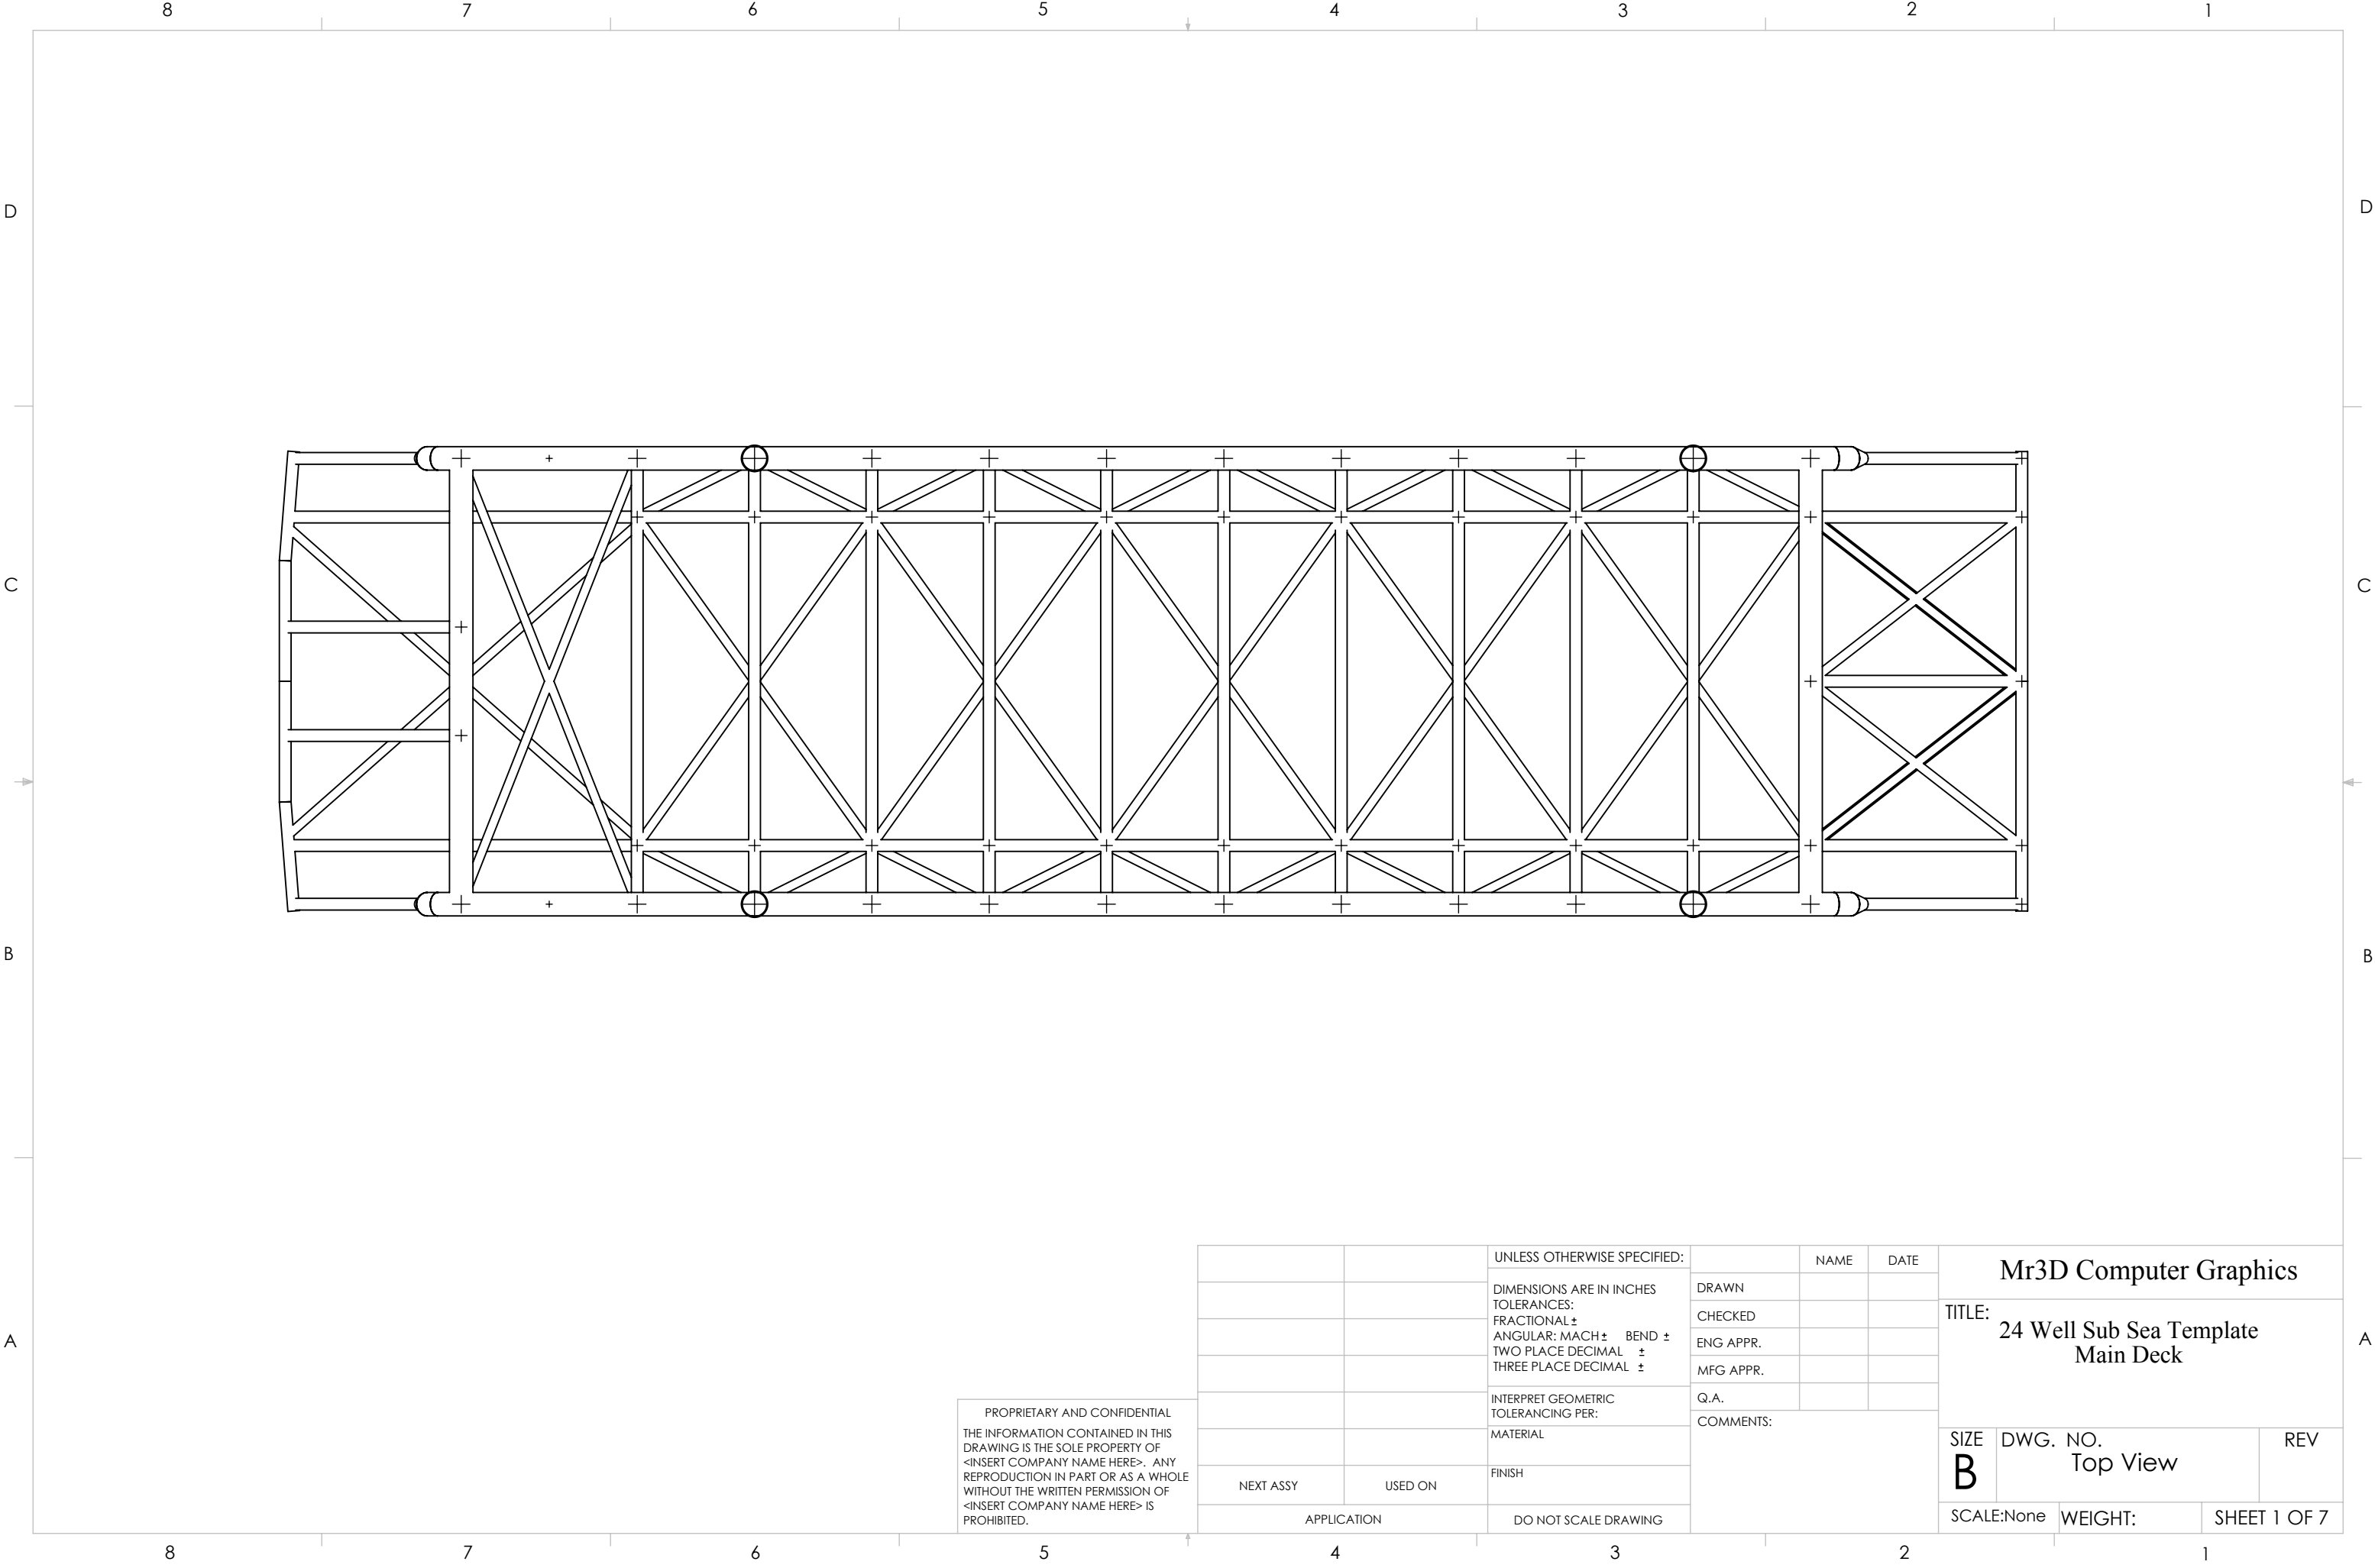 8 7 6 5 4 3 2 1
D D
C C
B B
A A
UNLESS OTHERWISE SPECIFIED:
DIMENSIONS ARE IN INCHES
TOLERANCES:
FRACTIONAL ±
ANGULAR: MACH ± BEND ±
TWO PLACE DECIMAL ±
THREE PLACE DECIMAL ±
INTERPRET GEOMETRIC
TOLERANCING PER:
MATERIAL
FINISH
DO NOT SCALE DRAWING
NAME DATE
DRAWN
CHECKED
ENG APPR.
MFG APPR.
Q.A.
COMMENTS:
Mr3D Computer Graphics
TITLE:
24 Well Sub Sea Template
Main Deck
SIZE DWG. NO. REV
B Top View
SCALE:None WEIGHT: SHEET 1 OF 7
PROPRIETARY AND CONFIDENTIAL
THE INFORMATION CONTAINED IN THIS
DRAWING IS THE SOLE PROPERTY OF
<INSERT COMPANY NAME HERE>. ANY
REPRODUCTION IN PART OR AS A WHOLE
WITHOUT THE WRITTEN PERMISSION OF
<INSERT COMPANY NAME HERE> IS
PROHIBITED.
NEXT ASSY USED ON
APPLICATION
8 7 6 5 4 3 2 1